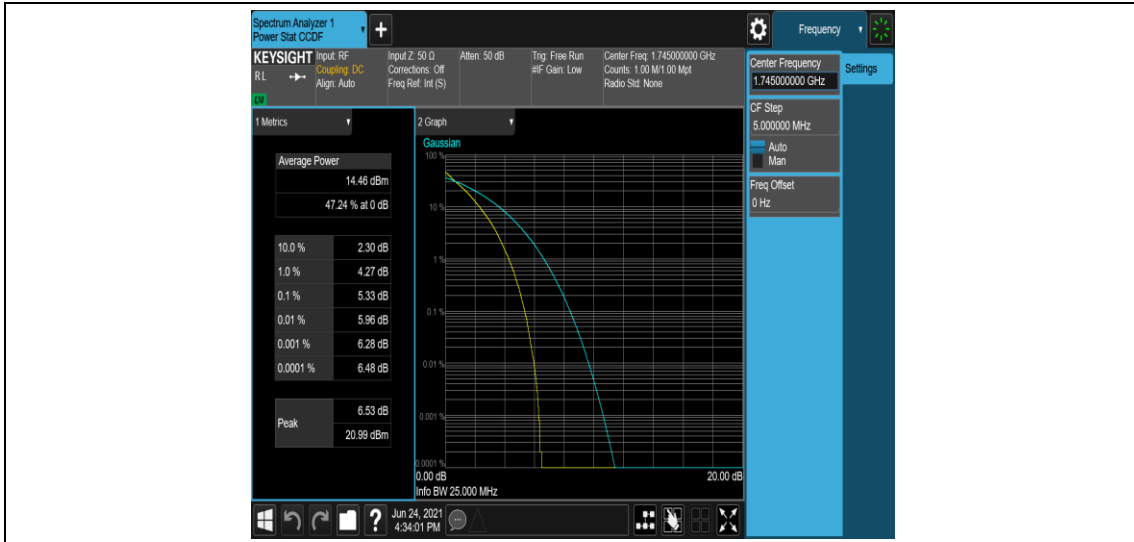 Spectrum Analyzer 1
Power Stat CCDF
+
Frequency
KEYSIGHT
RL
Input: RF
Coupling: DC
Align: Auto
Input Z: 50 Ω
Corrections: Off
Freq Ref: Int (S)
Atten: 50 dB
Trig: Free Run
#IF Gain: Low
Center Freq: 1.745000000 GHz
Counts: 1.00 M/1.00 Mpt
Radio Std: None
Center Frequency
1.745000000 GHz
Settings
CF Step
5.000000 MHz
Auto
Man
Freq Offset
0 Hz
1 Metrics
Average Power
14.46 dBm
47.24 % at 0 dB
10.0 % 2.30 dB
1.0 % 4.27 dB
0.1 % 5.33 dB
0.01 % 5.96 dB
0.001 % 6.28 dB
0.0001 % 6.48 dB
Peak
6.53 dB
20.99 dBm
2 Graph
Gaussian
100 %
10 %
1 %
0.1 %
0.01 %
0.001 %
0.0001 %
0.00 dB 20.00 dB
Info BW 25.000 MHz
?
Jun 24, 2021
4:34:01 PM